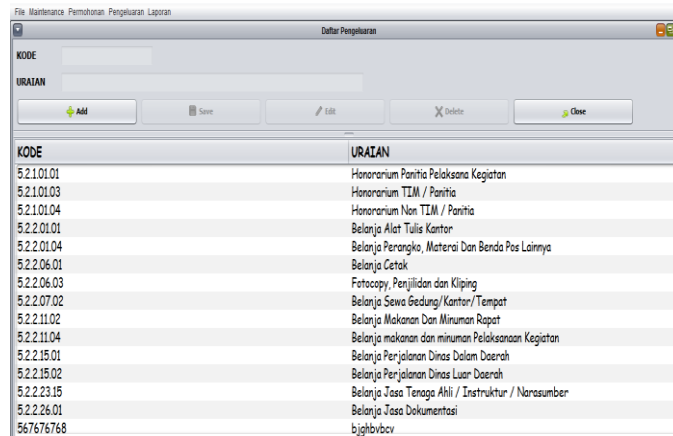 File Maintenance Permohonan Pengeluaran Laporan
Daftar Pengeluaran
KODE
URAIAN
Add Save Edit Delete Close
KODE URAIAN
5.2.1.01.01 Honorarium Panitia Pelaksana Kegiatan
5.2.1.01.03 Honorarium TIM / Panitia
5.2.1.01.04 Honorarium Non TIM / Panitia
5.2.2.01.01 Belanja Alat Tulis Kantor
5.2.2.01.04 Belanja Perangko, Materai Dan Benda Pos Lainnya
5.2.2.06.01 Belanja Cetak
5.2.2.06.03 Fotocopy, Penjilidan dan Kliping
5.2.2.07.02 Belanja Sewa Gedung/Kantor/Tempat
5.2.2.11.02 Belanja Makanan Dan Minuman Rapat
5.2.2.11.04 Belanja makanan dan minuman Pelaksanaan Kegiatan
5.2.2.15.01 Belanja Perjalanan Dinas Dalam Daerah
5.2.2.15.02 Belanja Perjalanan Dinas Luar Daerah
5.2.2.23.15 Belanja Jasa Tenaga Ahli / Instruktur / Narasumber
5.2.2.26.01 Belanja Jasa Dokumentasi
567676768 bjghbvbcv